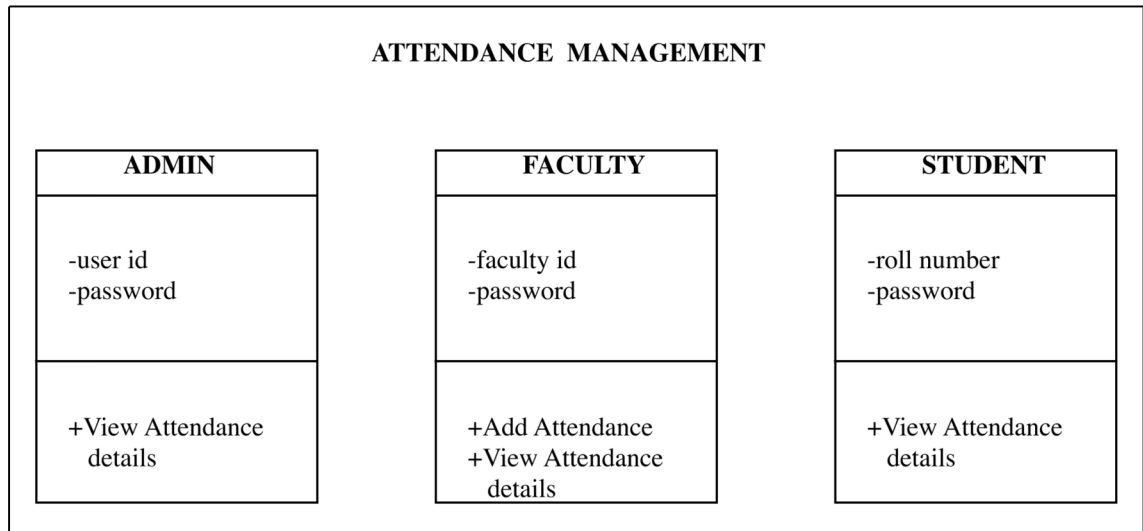 ATTENDANCE MANAGEMENT
ADMIN
-user id
-password
+View Attendance
details
FACULTY
-faculty id
-password
+Add Attendance
+View Attendance
details
STUDENT
-roll number
-password
+View Attendance
details